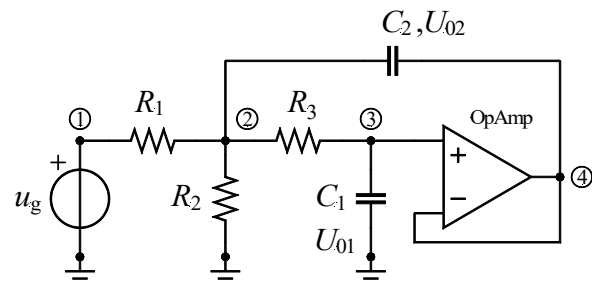 C2 ,U02
① R1 ② R3 ③ OpAmp
+ + 
ug R2 C1 − ④
U01